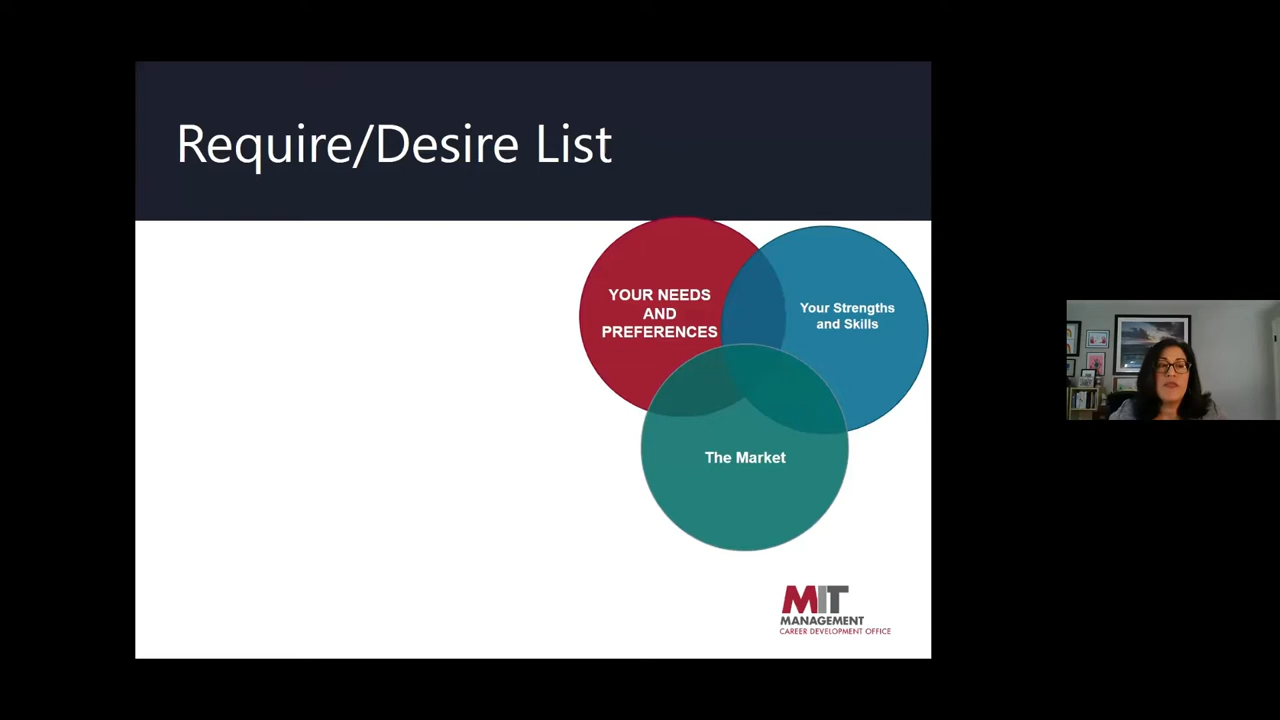 Require/Desire List
YOUR NEEDS
AND
PREFERENCES
Your Strengths
and Skills
The Market
MIT
MANAGEMENT
CAREER DEVELOPMENT OFFICE